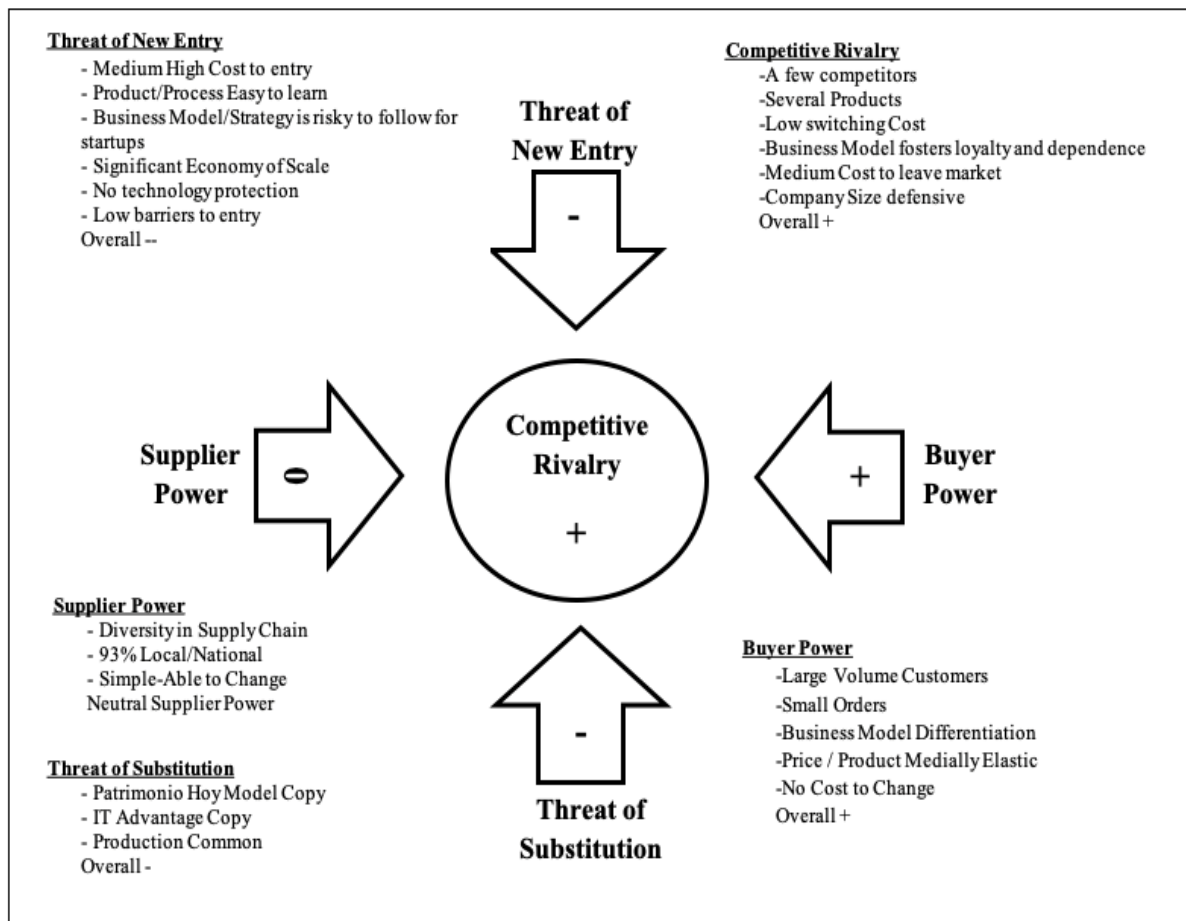 Threat of New Entry
- Medium High Cost to entry
- Product/Process Easy to learn
- Business Model/Strategy is risky to follow for
startups
- Significant Economy of Scale
- No technology protection
- Low barriers to entry
Overall --
Threat of
New Entry
-
Competitive Rivalry
-A few competitors
-Several Products
-Low switching Cost
-Business Model fosters loyalty and dependence
-Medium Cost to leave market
-Company Size defensive
Overall +
Supplier
Power
0
Competitive
Rivalry
+
+
Buyer
Power
Supplier Power
- Diversity in Supply Chain
- 93% Local/National
- Simple-Able to Change
Neutral Supplier Power
Threat of Substitution
- Patrimonio Hoy Model Copy
- IT Advantage Copy
- Production Common
Overall -
-
Threat of
Substitution
Buyer Power
-Large Volume Customers
-Small Orders
-Business Model Differentiation
-Price / Product Medially Elastic
-No Cost to Change
Overall +